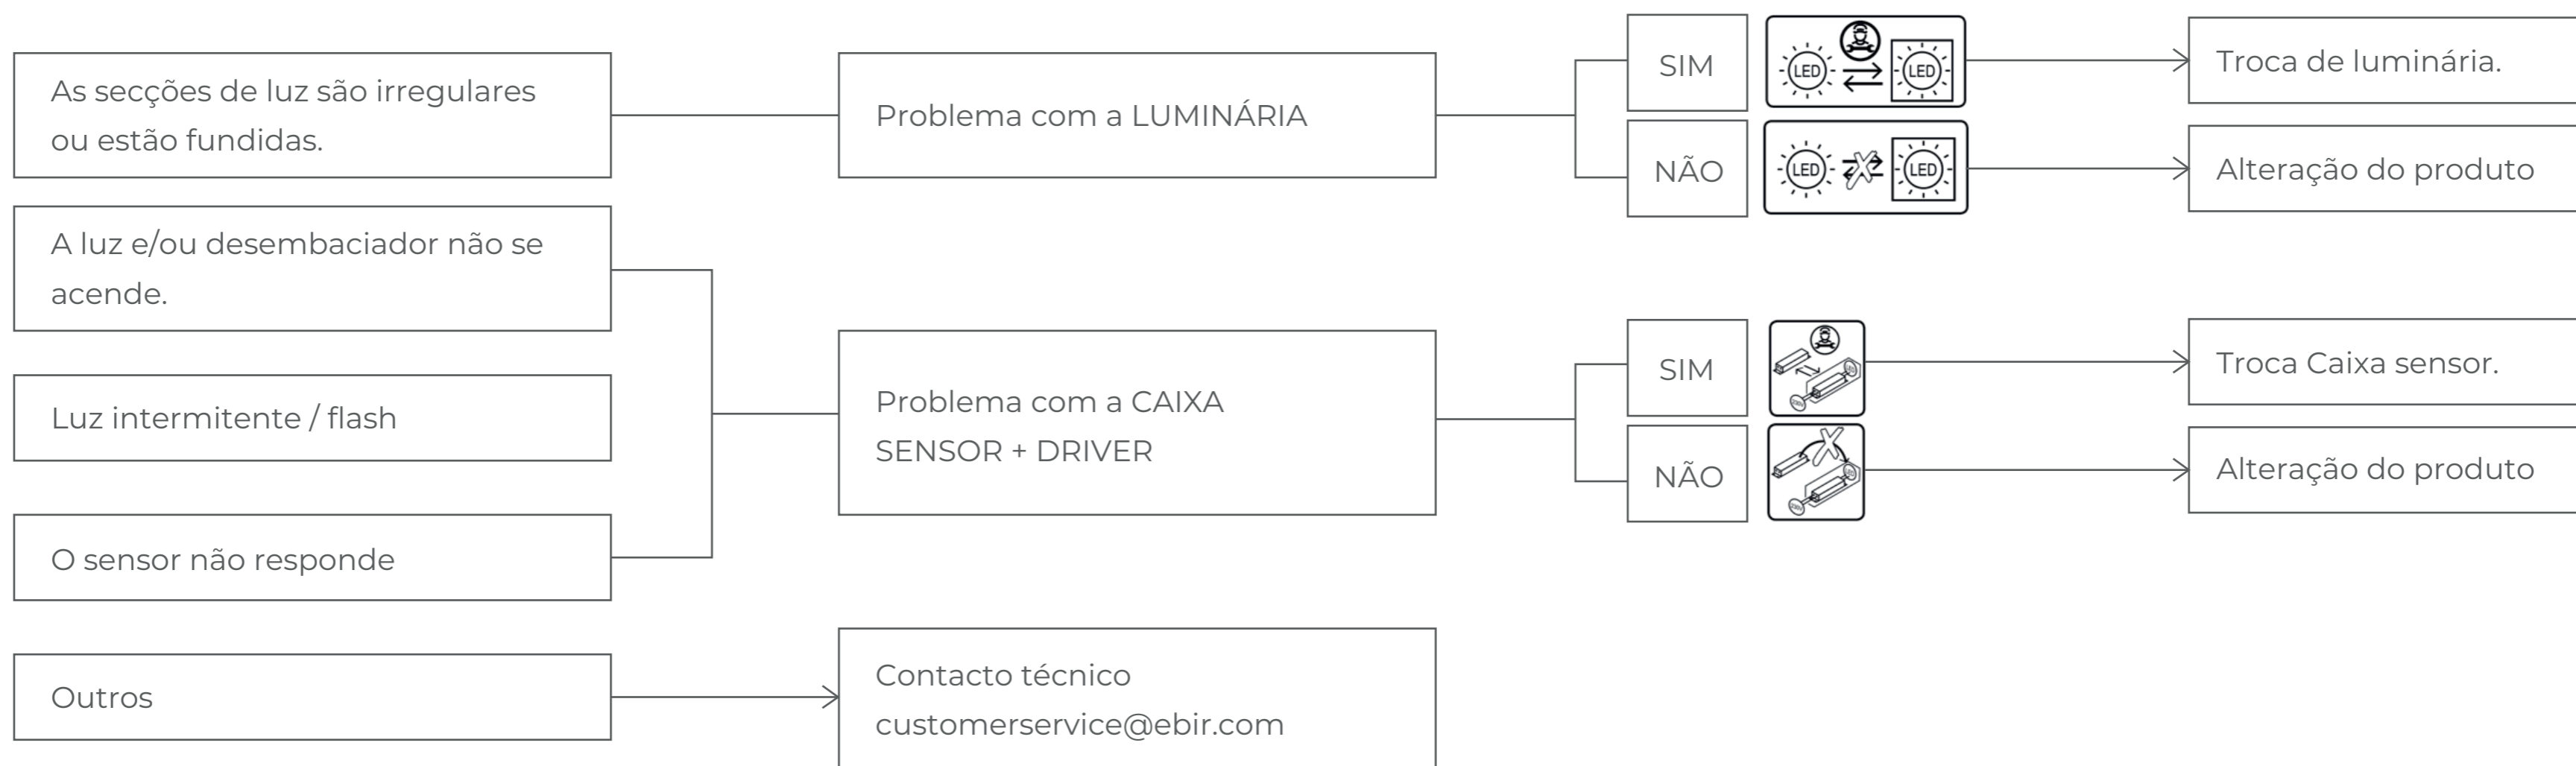 As secções de luz são irregulares
ou estão fundidas.
Problema com a LUMINÁRIA
SIM
LED
LED
Troca de luminária.
NÃO
LED
LED
Alteração do produto
A luz e/ou desembaciador não se
acende.
Luz intermitente / flash
O sensor não responde
Problema com a CAIXA
SENSOR + DRIVER
SIM
Troca Caixa sensor.
NÃO
Alteração do produto
Outros
Contacto técnico
customerservice@ebir.com